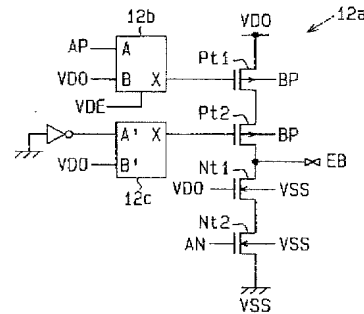 12b
VDO
12a
AP
A
Pt1
VDO
B
X
BP
VDE
Pt2
A'
X
BP
EB
VDO
B'
Nt1
12c
VDO
VSS
Nt2
AN
VSS
VSS